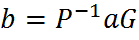 b = P⁻¹aG